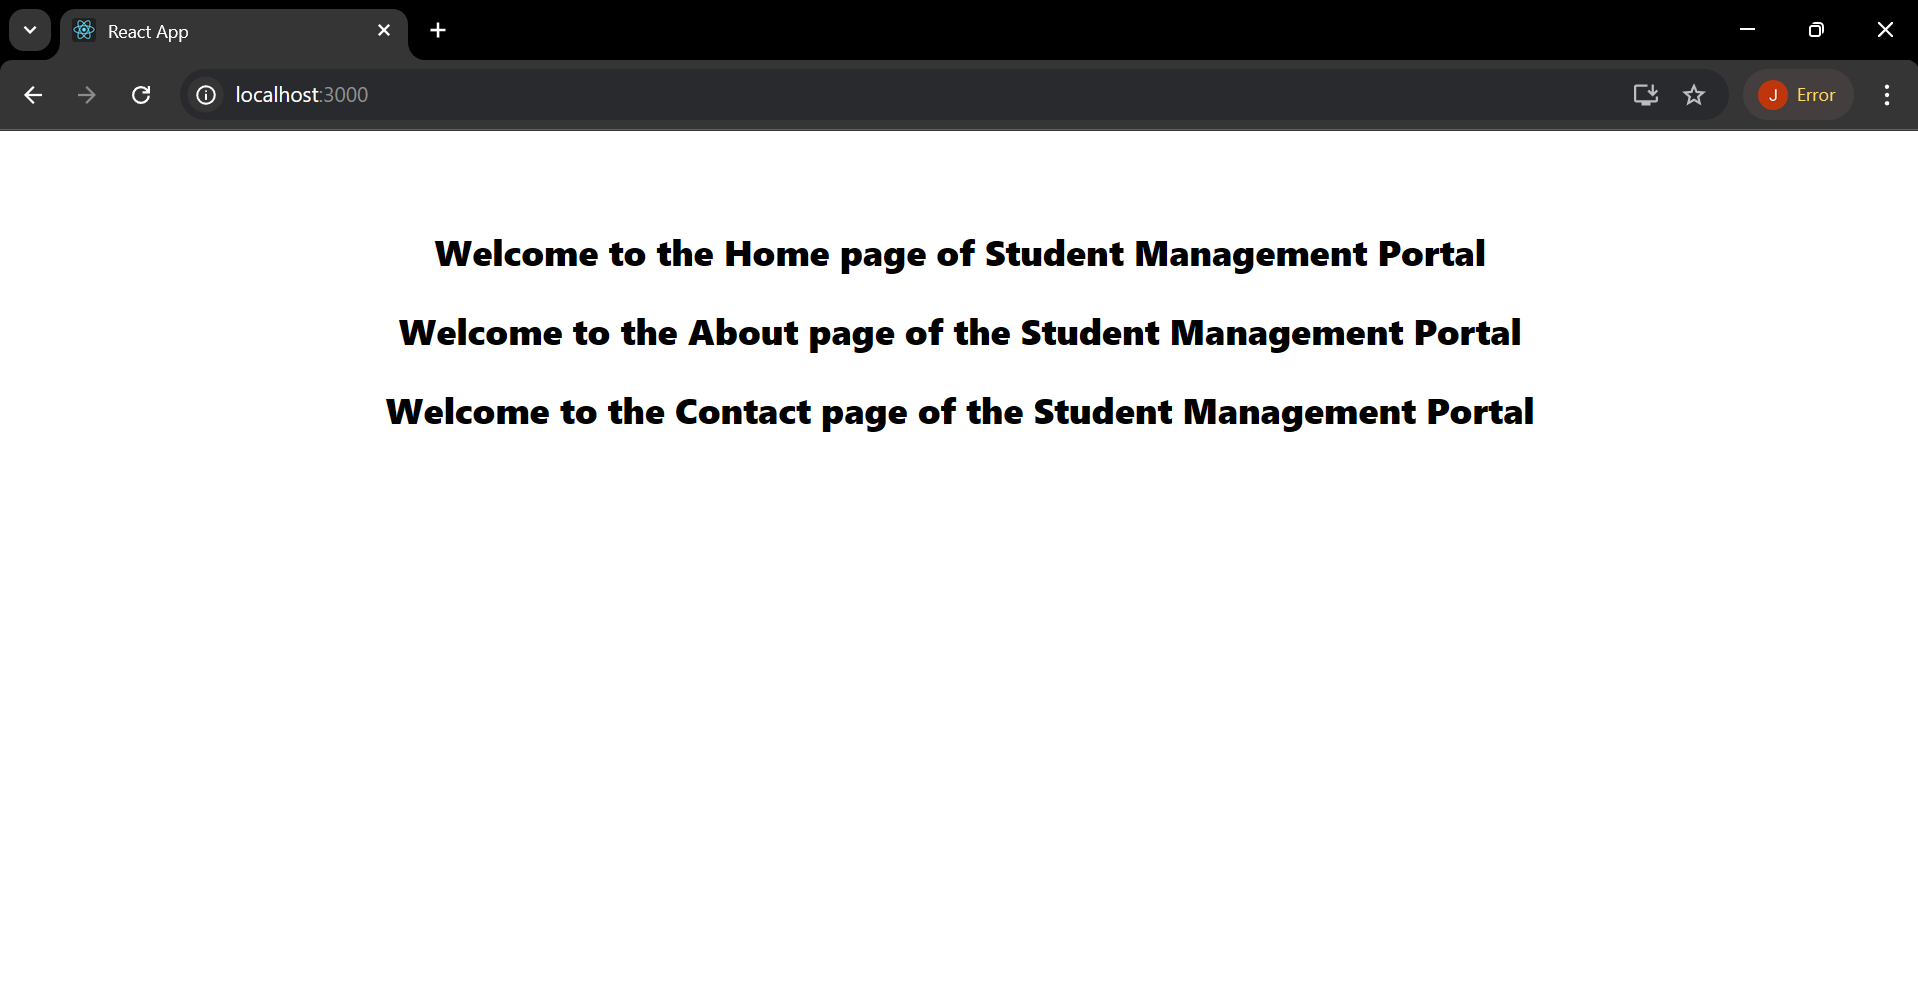 React App
localhost:3000
J Error
Welcome to the Home page of Student Management Portal
Welcome to the About page of the Student Management Portal
Welcome to the Contact page of the Student Management Portal